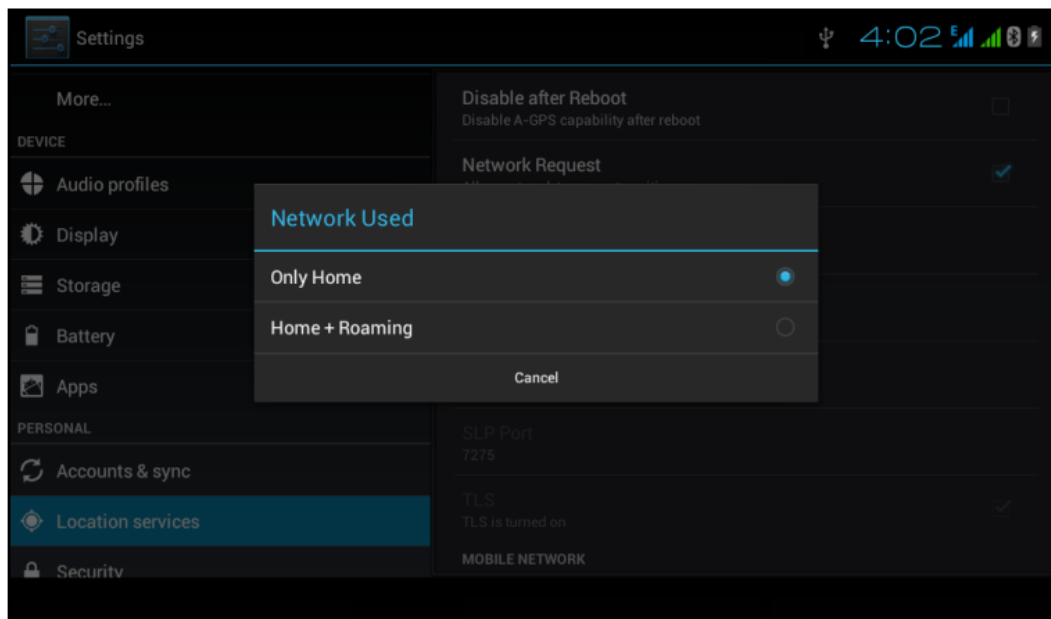 Settings
4:02
E
More...
DEVICE
Audio profiles
Display
Storage
Battery
Apps
PERSONAL
Accounts & sync
Location services
Security
Disable after Reboot
Disable A-GPS capability after reboot
Network Request
Network Used
Only Home
Home + Roaming
Cancel
SLP Port
7275
TLS
TLS is turned on
MOBILE NETWORK